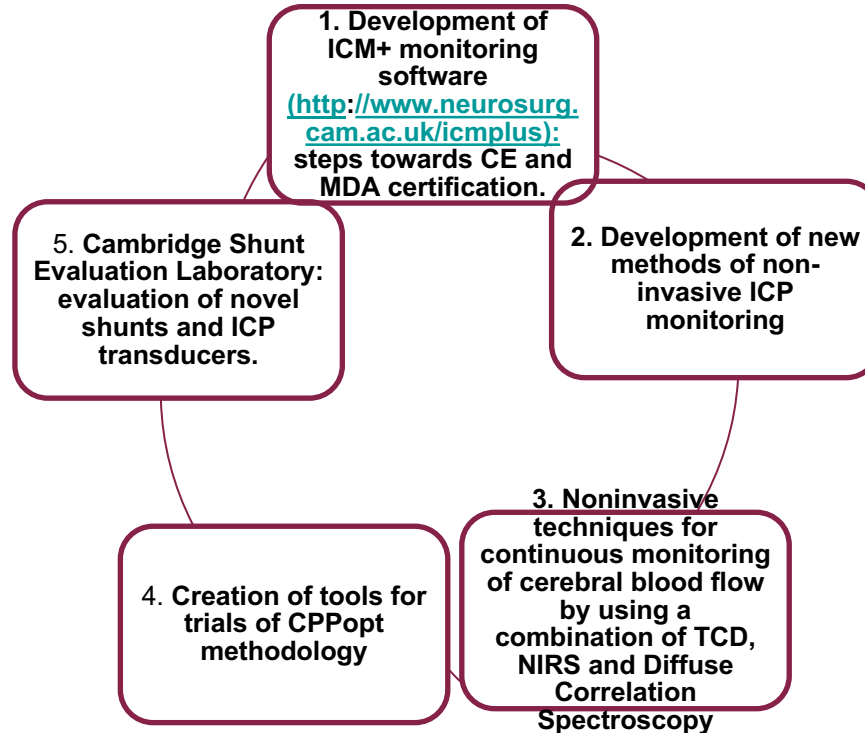 1. Development of
ICM+ monitoring
software
(http://www.neurosurg.
cam.ac.uk/icmplus):
steps towards CE and
MDA certification.
2. Development of new
methods of non-
invasive ICP
monitoring
3. Noninvasive
techniques for
continuous monitoring
of cerebral blood flow
by using a
combination of TCD,
NIRS and Diffuse
Correlation
Spectroscopy
4. Creation of tools for
trials of CPPopt
methodology
5. Cambridge Shunt
Evaluation Laboratory:
evaluation of novel
shunts and ICP
transducers.